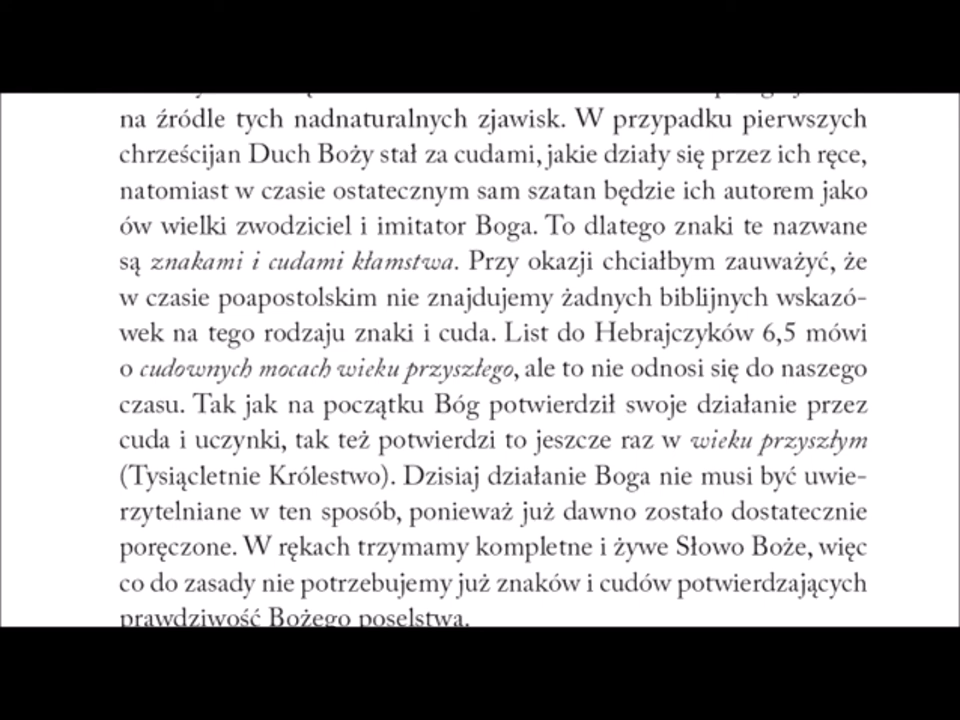 na źródle tych nadnaturalnych zjawisk. W przypadku pierwszych
chrześcijan Duch Boży stał za cudami, jakie działy się przez ich ręce,
natomiast w czasie ostatecznym sam szatan będzie ich autorem jako
ów wielki zwodziciel i imitator Boga. To dlatego znaki te nazwane
są znakami i cudami kłamstwa. Przy okazji chciałbym zauważyć, że
w czasie poapostolskim nie znajdujemy żadnych biblijnych wskazó-
wek na tego rodzaju znaki i cuda. List do Hebrajczyków 6,5 mówi
o cudownych mocach wieku przyszłego, ale to nie odnosi się do naszego
czasu. Tak jak na początku Bóg potwierdził swoje działanie przez
cuda i uczynki, tak też potwierdzi to jeszcze raz w wieku przyszłym
(Tysiącletnie Królestwo). Dzisiaj działanie Boga nie musi być uwie-
rzytelniane w ten sposób, ponieważ już dawno zostało dostatecznie
poręczone. W rękach trzymamy kompletne i żywe Słowo Boże, więc
co do zasady nie potrzebujemy już znaków i cudów potwierdzających
prawdziwość Bożego poselstwa.